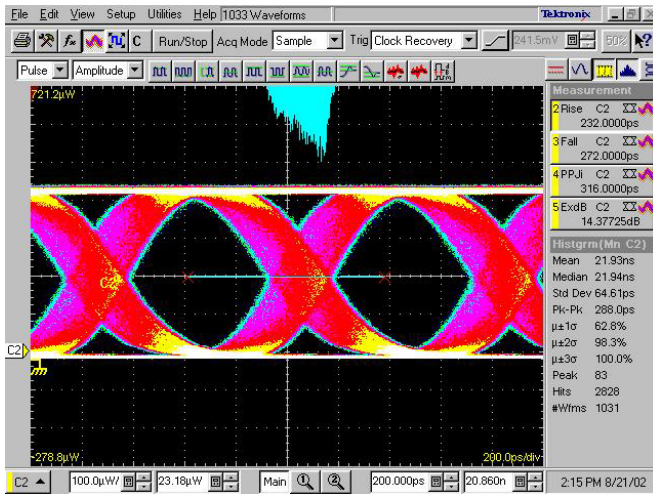 File Edit View Setup Utilities Help 1033 Waveforms Tektronix
Run/Stop Acq Mode Sample Trig Clock Recovery 241.5mV 50%
Pulse Amplitude
721.2µW
Measurement
2 Rise C2
232.0000ps
3 Fall C2
272.0000ps
4 PPJi C2
316.0000ps
5 ExdB C2
14.37725dB
Histgrm(Mn C2)
Mean 21.93ns
Median 21.94ns
Std Dev 64.61ps
Pk-Pk 288.0ps
µ±1σ 62.8%
µ±2σ 98.3%
µ±3σ 100.0%
Peak 83
Hits 2828
#Wfms 1031
C2
C2
-278.8µW
200.0ps/div
C2 100.0µW/ 23.18µW Main 1 2 200.000ps 20.860n 2:15 PM 8/21/02